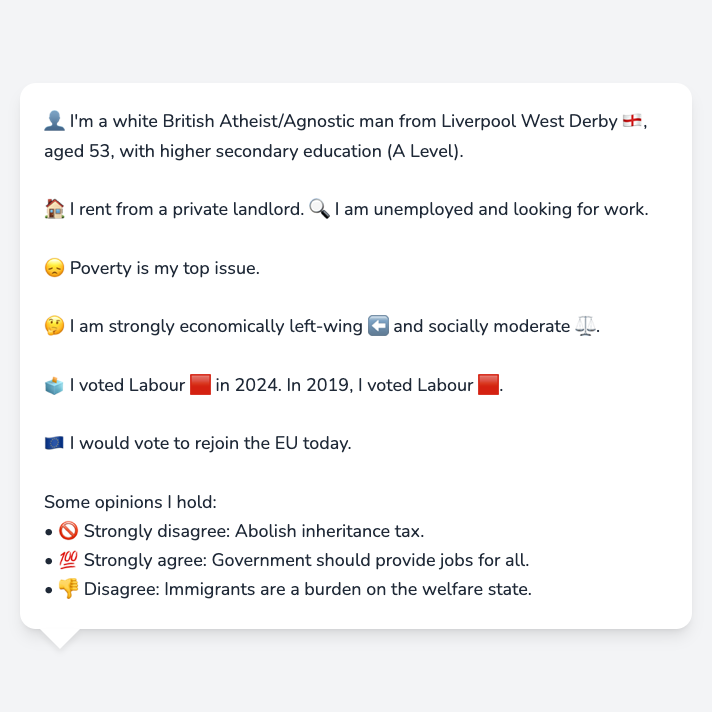 👤 I'm a white British Atheist/Agnostic man from Liverpool West Derby 🏴󠁧󠁢󠁥󠁮󠁧󠁿,
aged 53, with higher secondary education (A Level).
🏠 I rent from a private landlord. 🔍 I am unemployed and looking for work.
😞 Poverty is my top issue.
🤔 I am strongly economically left-wing ⬅️ and socially moderate ⚖️.
🗳️ I voted Labour 🟥 in 2024. In 2019, I voted Labour 🟥.
🇪🇺 I would vote to rejoin the EU today.
Some opinions I hold:
• 🚫 Strongly disagree: Abolish inheritance tax.
• 💯 Strongly agree: Government should provide jobs for all.
• 👎 Disagree: Immigrants are a burden on the welfare state.